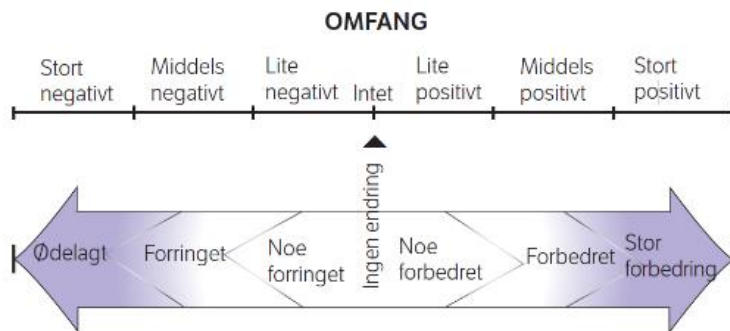 OMFANG
Stort negativt
Middels negativt
Lite negativt
Intet
Lite positivt
Middels positivt
Stort positivt
Ingen endring
Ødelagt
Forringet
Noe forringet
Noe forbedret
Forbedret
Stor forbedring